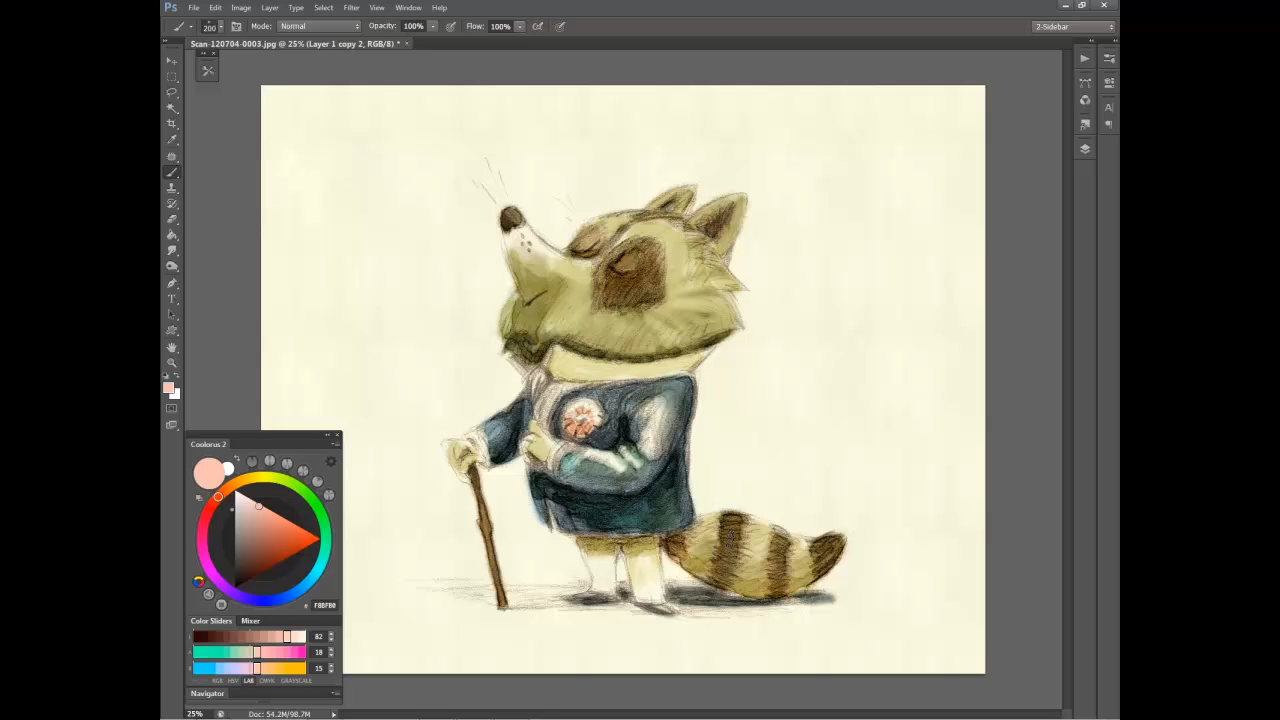 Ps File Edit Image Layer Type Select Filter View Window Help
200 Mode: Normal Opacity: 100% Flow: 100% 2-Sidebar
Scan-120704-0003.jpg @ 25% (Layer 1 copy 2, RGB/8) * ×
Coolorus 2
# F8BFB0
Color Sliders Mixer
L 82
A 18
B 15
RGB HSV LAB CMYK GRAYSCALE
Navigator
25% Doc: 54.2M/98.7M